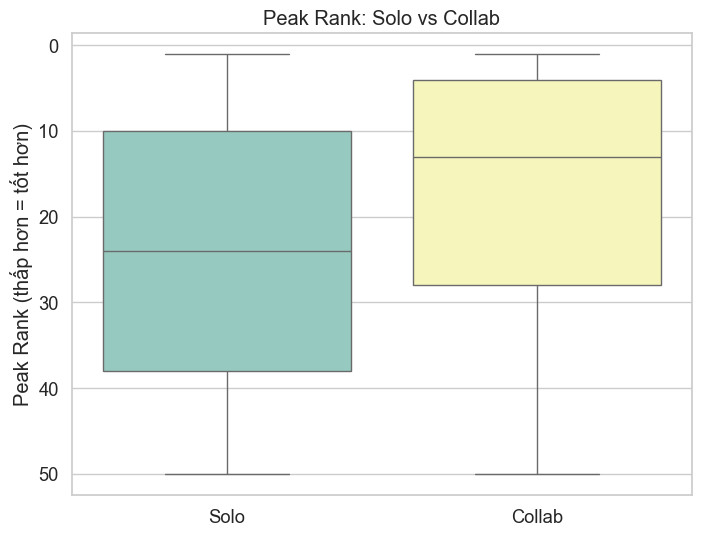 Peak Rank: Solo vs Collab
Peak Rank (thấp hơn = tốt hơn)
0
10
20
30
40
50
Solo
Collab